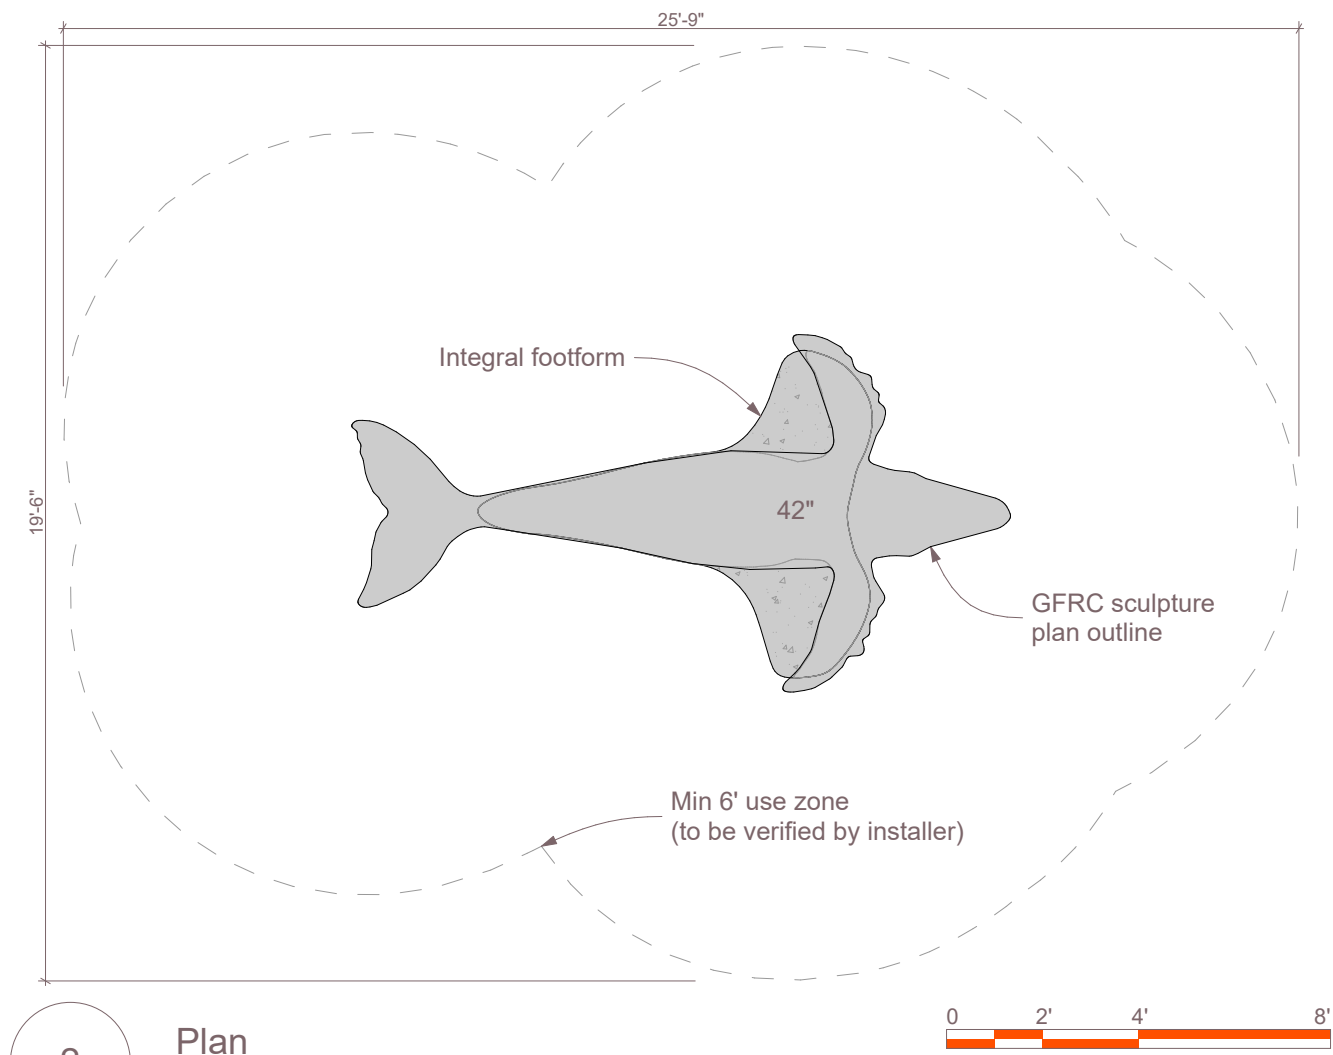 25'-9"
19'-6"
Integral footform
42"
GFRC sculpture
plan outline
Min 6' use zone
(to be verified by installer)
Plan
0 2' 4' 8'